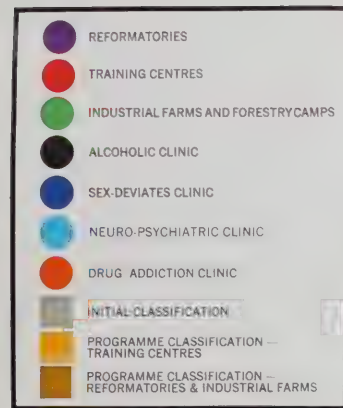 REFORMATORIES
TRAINING CENTRES
INDUSTRIAL FARMS AND FORESTRY CAMPS
ALCOHOLIC CLINIC
SEX-DEVIATES CLINIC
NEURO-PSYCHIATRIC CLINIC
DRUG ADDICTION CLINIC
INITIAL CLASSIFICATION
PROGRAMME CLASSIFICATION —
TRAINING CENTRES
PROGRAMME CLASSIFICATION —
REFORMATORIES & INDUSTRIAL FARMS